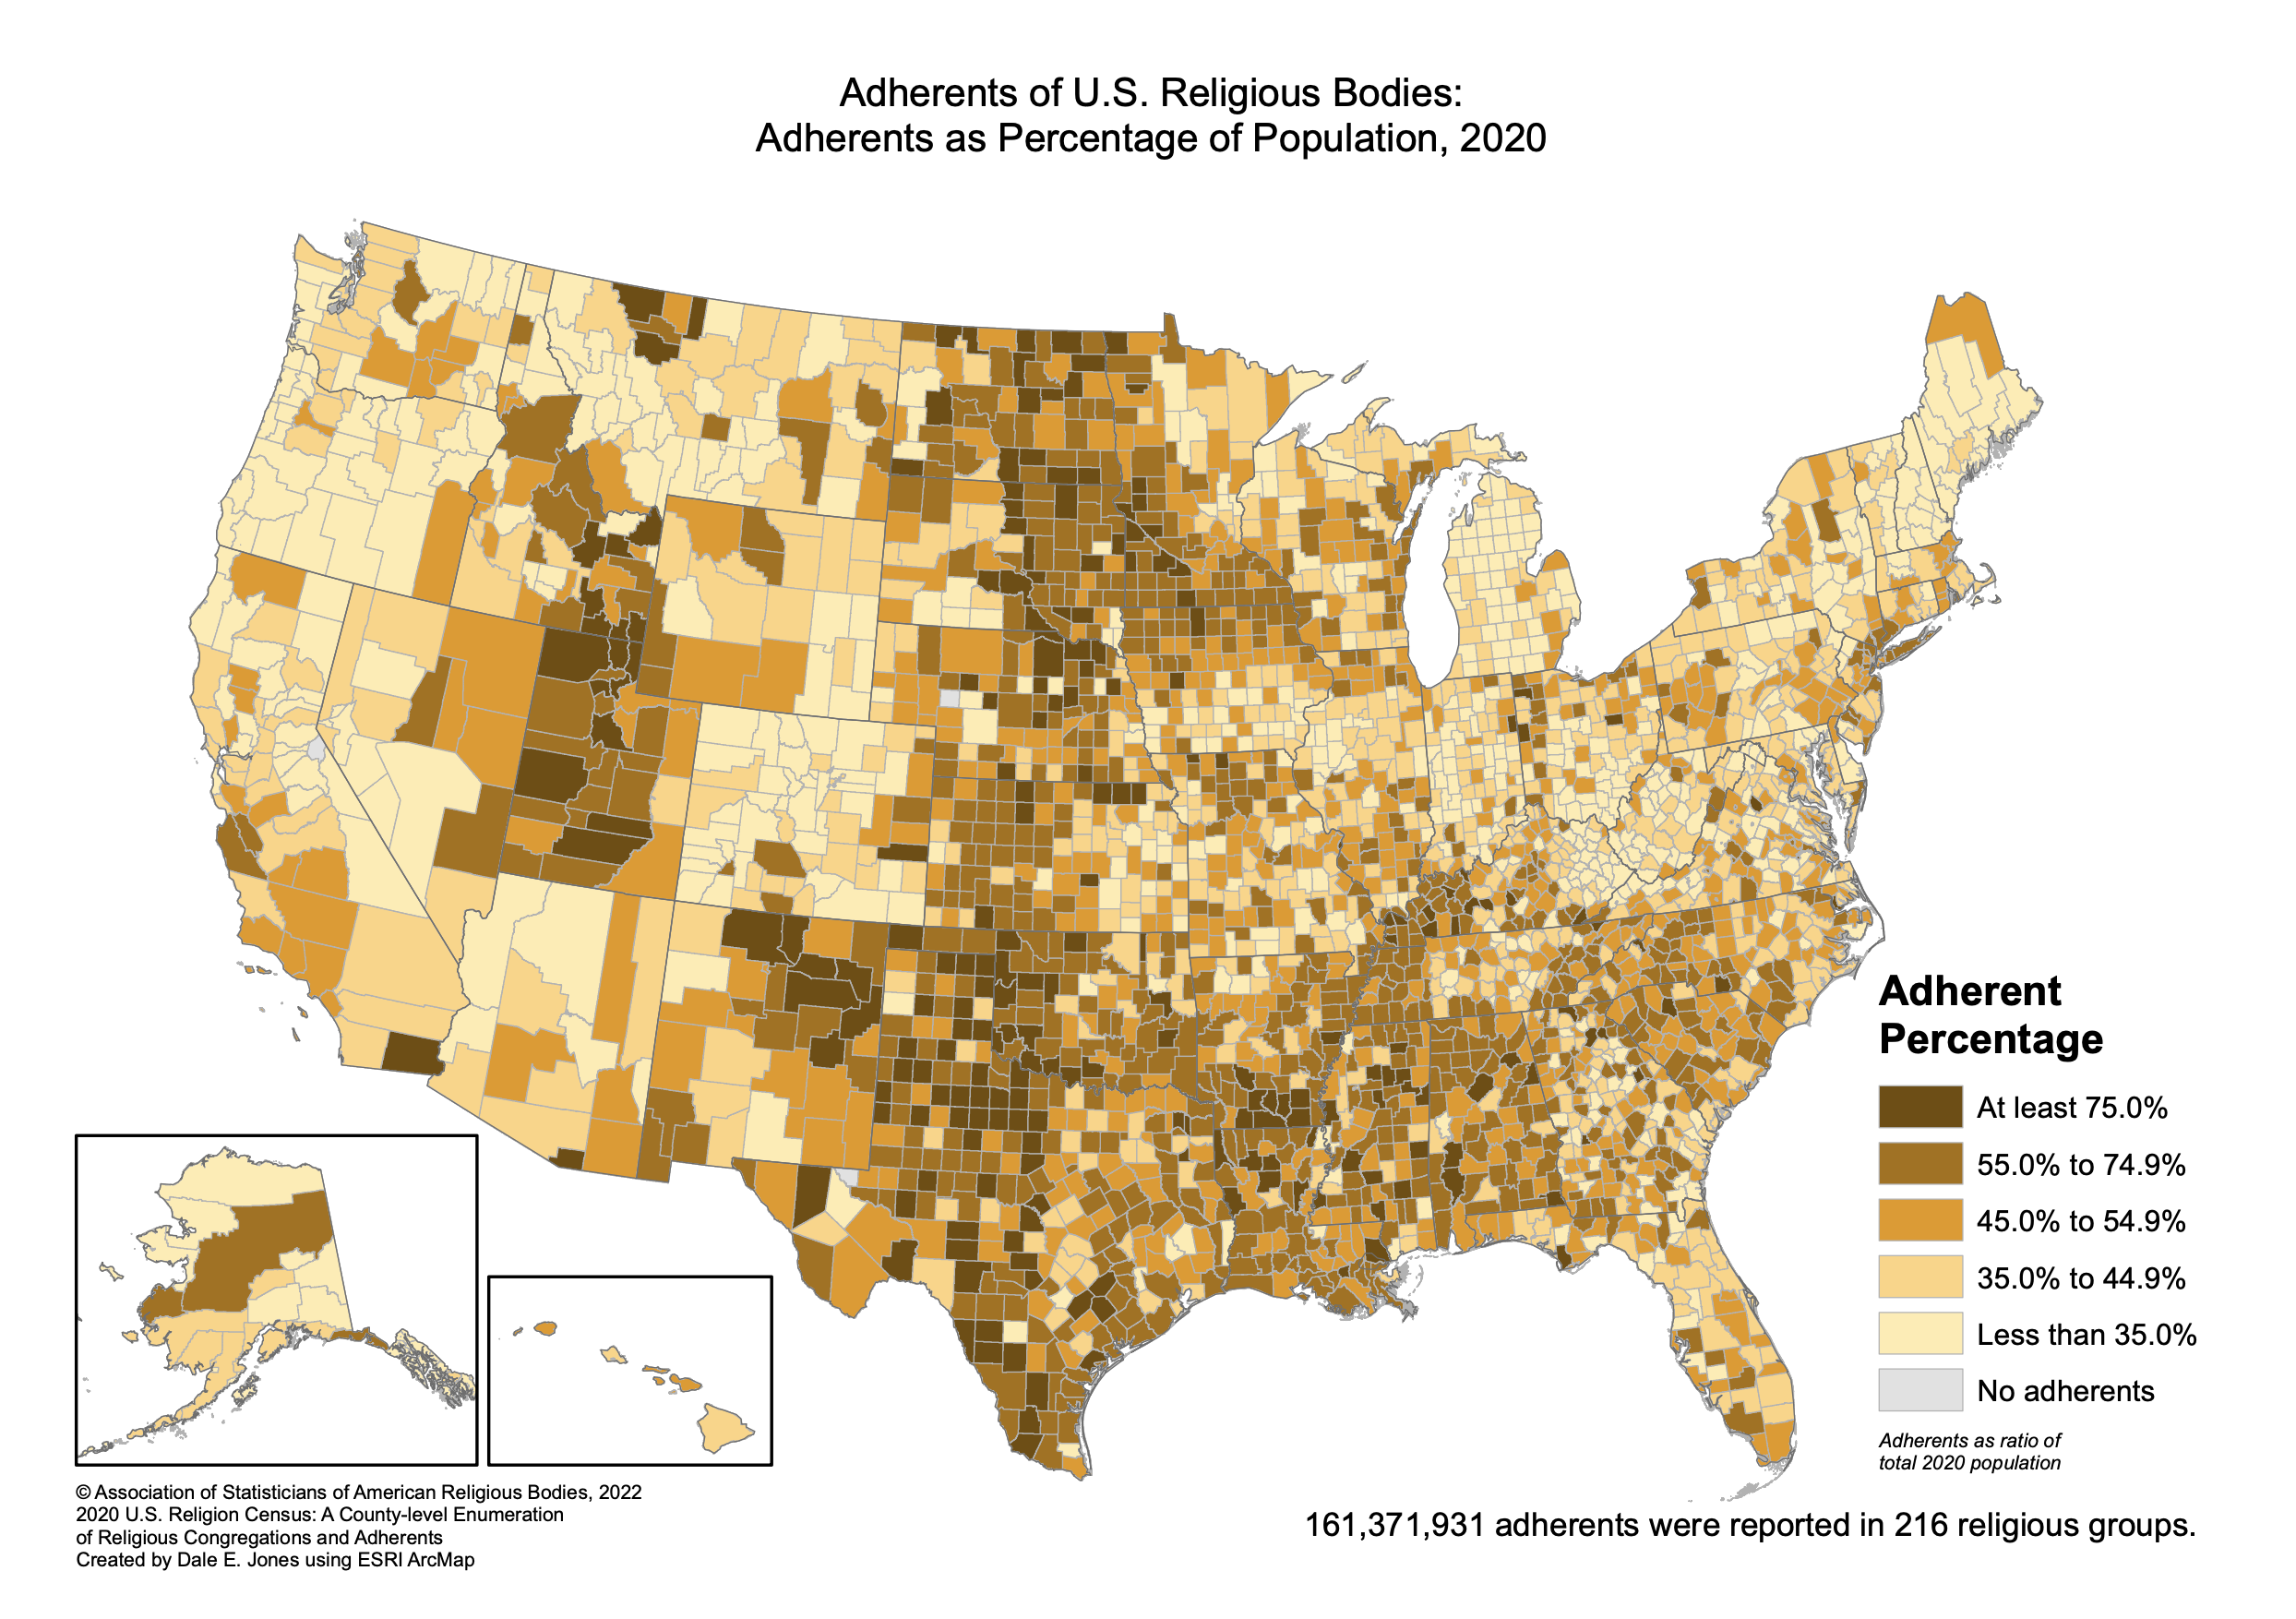 Adherents of U.S. Religious Bodies:
Adherents as Percentage of Population, 2020
Adherent
Percentage
At least 75.0%
55.0% to 74.9%
45.0% to 54.9%
35.0% to 44.9%
Less than 35.0%
No adherents
Adherents as ratio of
total 2020 population
© Association of Statisticians of American Religious Bodies, 2022
2020 U.S. Religion Census: A County-level Enumeration
of Religious Congregations and Adherents
Created by Dale E. Jones using ESRI ArcMap
161,371,931 adherents were reported in 216 religious groups.